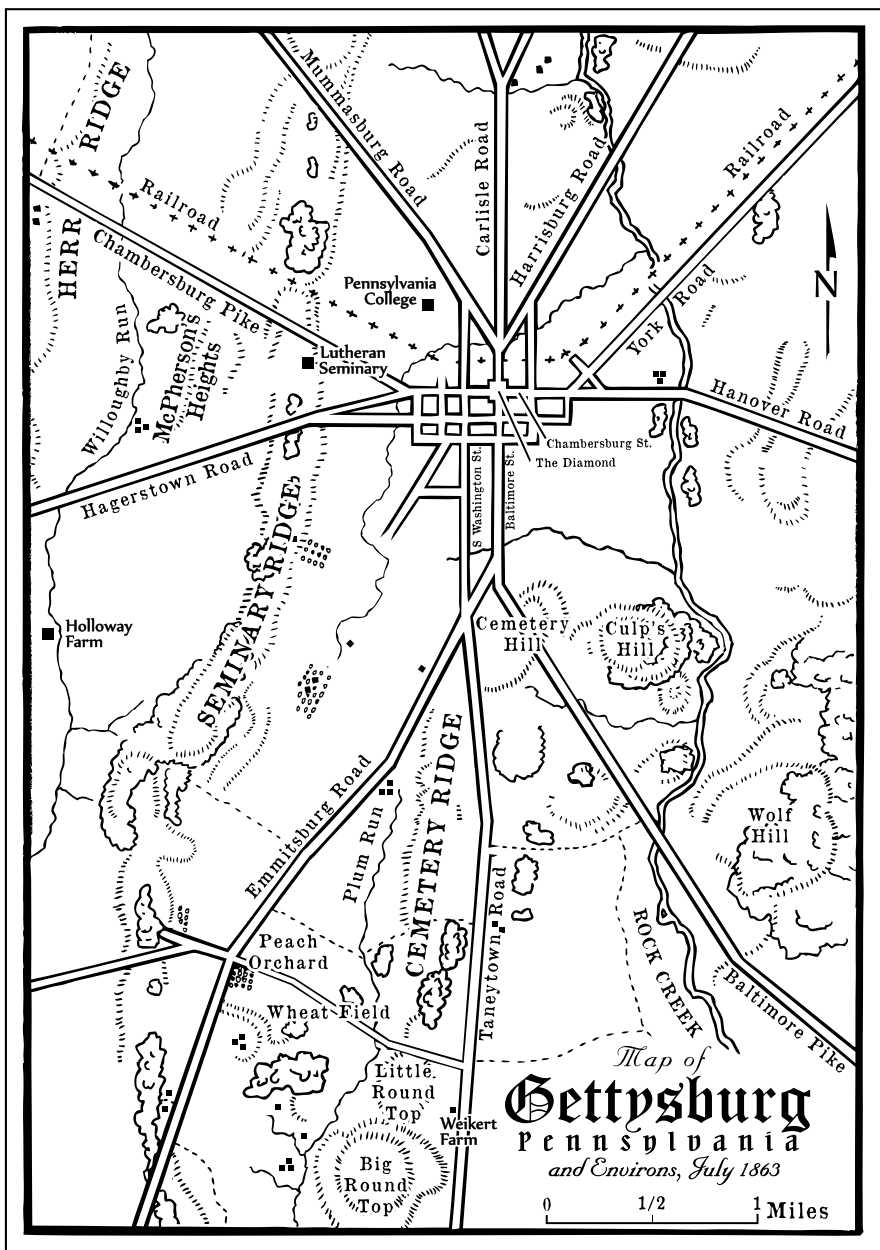 HERR RIDGE
Railroad
Chambersburg Pike
Mummasburg Road
Carlisle Road
Harrisburg Road
Railroad
York Road
N
Pennsylvania
College
Lutheran
Seminary
Willoughby Run
McPherson's
Heights
Hagerstown Road
Hanover Road
Chambersburg St.
The Diamond
S Washington St.
Baltimore St.
SEMINARY RIDGE
Holloway
Farm
Cemetery
Hill
Culp's
Hill
Emmitsburg Road
Plum Run
CEMETERY RIDGE
Taneytown Road
Wolf
Hill
ROCK CREEK
Baltimore Pike
Peach
Orchard
Wheat Field
Little
Round
Top
Weikert
Farm
Big
Round
Top
Map of
Gettysburg
Pennsylvania
and Environs, July 1863
0 1/2 1 Miles